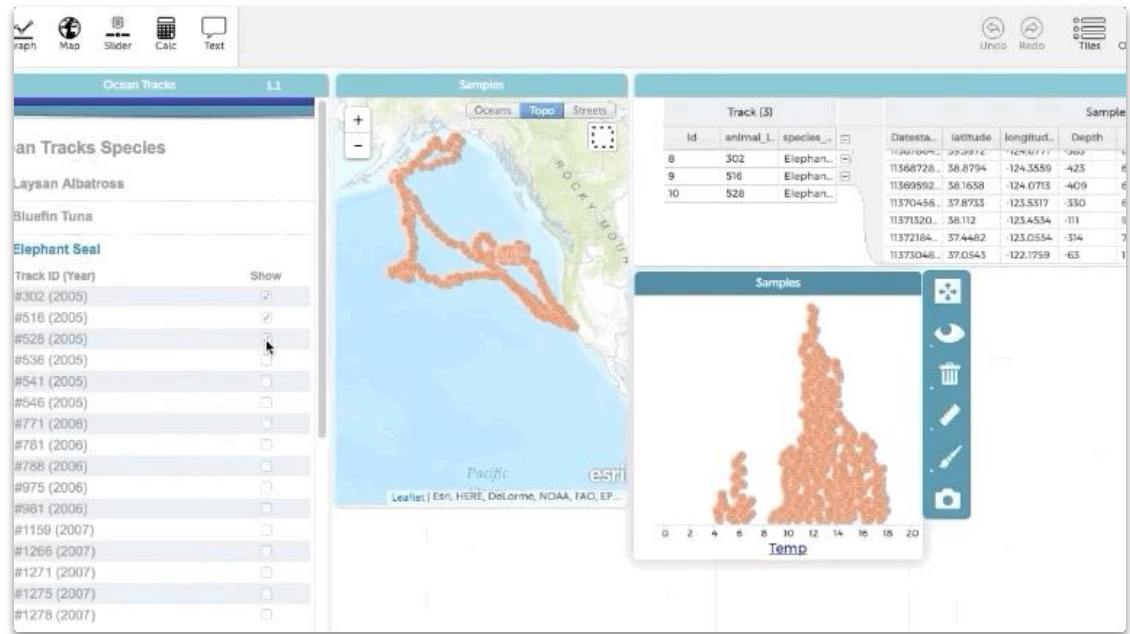 raph Map Slider Calc Text
Undo Redo Tiles
Ocean Tracks 1.1
an Tracks Species
Laysan Albatross
Bluefin Tuna
Elephant Seal
Track ID (Year) Show
#302 (2005)
#516 (2005)
#528 (2005)
#536 (2005)
#541 (2005)
#546 (2005)
#771 (2006)
#781 (2006)
#788 (2006)
#975 (2006)
#981 (2006)
#1159 (2007)
#1266 (2007)
#1271 (2007)
#1275 (2007)
#1278 (2007)
Samples
+
-
Oceans Topo Streets
ROCKY MOUN
Pacific
esri
Leaflet | Esri, HERE, DeLorme, NOAA, FAO, EP...
Track (3) Sample
Id animal_I... species_... Datesta... latitude longitud... Depth
8 302 Elephan...
9 516 Elephan...
10 528 Elephan...
11368728... 38.8794 -124.3559 -423
11369592... 38.1638 -124.0713 -409
11370456... 37.8733 -123.5317 -330
11371320... 38.112 -123.4534 -111
11372184... 37.4482 -123.0554 -314
11373048... 37.0543 -122.1759 -63
Samples
0 2 4 6 8 10 12 14 16 18 20
Temp